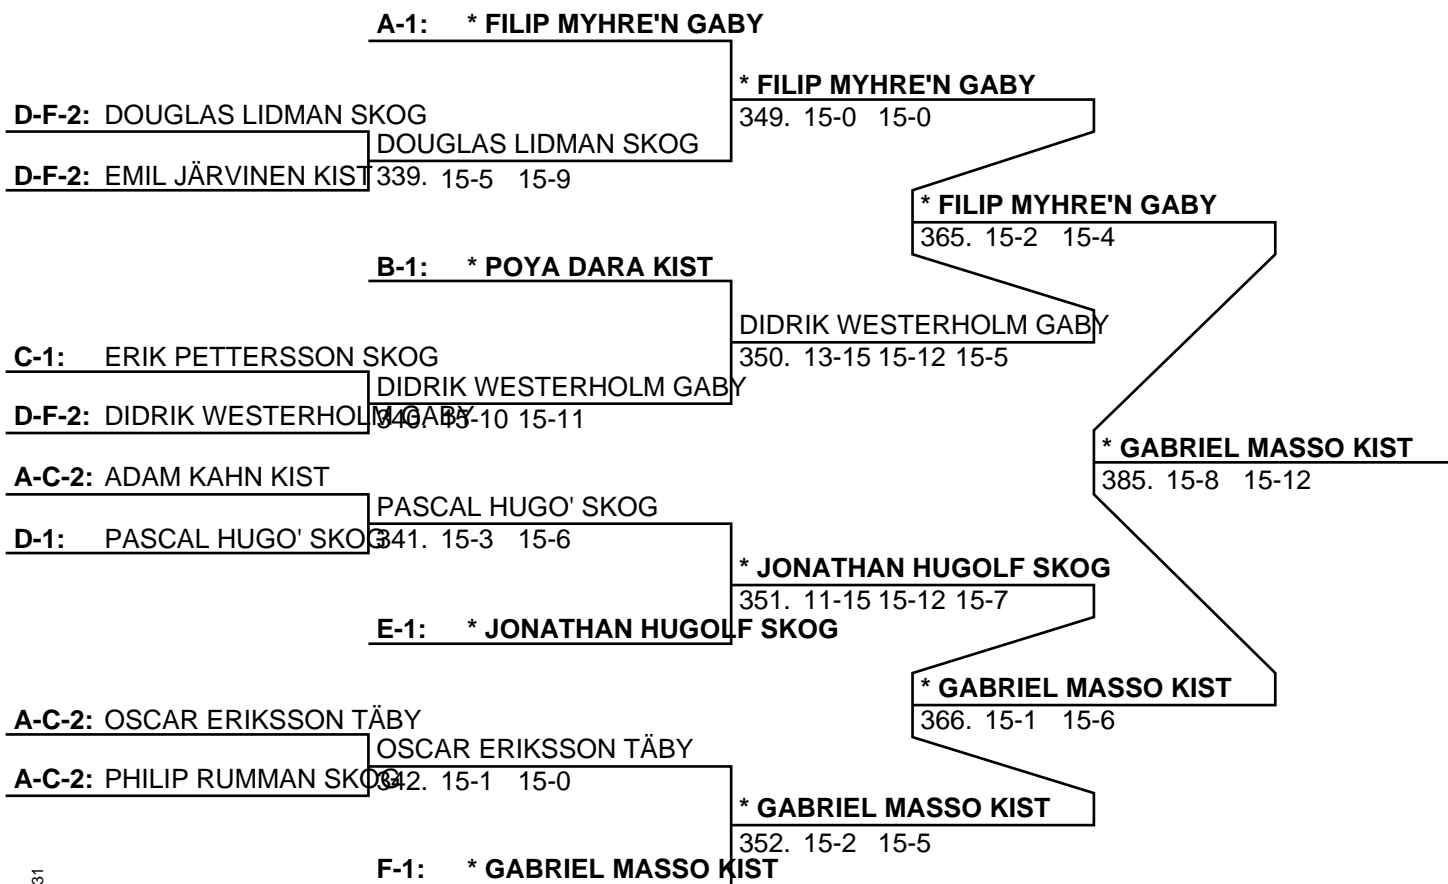 A-1: * FILIP MYHRE'N GABY
* FILIP MYHRE'N GABY
349. 15-0 15-0
D-F-2: DOUGLAS LIDMAN SKOG
DOUGLAS LIDMAN SKOG
D-F-2: EMIL JÄRVINEN KIST
339. 15-5 15-9
* FILIP MYHRE'N GABY
365. 15-2 15-4
B-1: * POYA DARA KIST
DIDRIK WESTERHOLM GABY
350. 13-15 15-12 15-5
C-1: ERIK PETTERSSON SKOG
DIDRIK WESTERHOLM GABY
D-F-2: DIDRIK WESTERHOLM GABY
340. 15-10 15-11
* GABRIEL MASSO KIST
385. 15-8 15-12
A-C-2: ADAM KAHN KIST
PASCAL HUGO' SKOG
D-1: PASCAL HUGO' SKOG
341. 15-3 15-6
* JONATHAN HUGOLF SKOG
351. 11-15 15-12 15-7
E-1: * JONATHAN HUGOLF SKOG
* GABRIEL MASSO KIST
366. 15-1 15-6
A-C-2: OSCAR ERIKSSON TÄBY
OSCAR ERIKSSON TÄBY
A-C-2: PHILIP RUMMAN SKOG
342. 15-1 15-0
* GABRIEL MASSO KIST
352. 15-2 15-5
F-1: * GABRIEL MASSO KIST
31